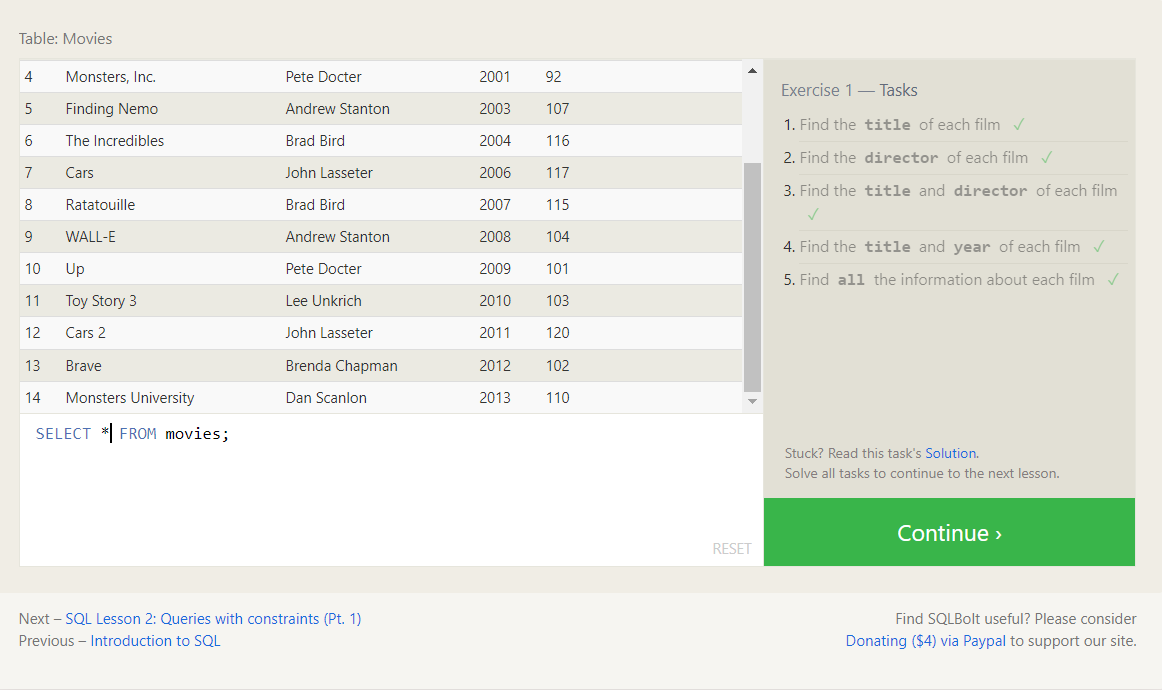 Table: Movies
4 Monsters, Inc. Pete Docter 2001 92
5 Finding Nemo Andrew Stanton 2003 107
6 The Incredibles Brad Bird 2004 116
7 Cars John Lasseter 2006 117
8 Ratatouille Brad Bird 2007 115
9 WALL-E Andrew Stanton 2008 104
10 Up Pete Docter 2009 101
11 Toy Story 3 Lee Unkrich 2010 103
12 Cars 2 John Lasseter 2011 120
13 Brave Brenda Chapman 2012 102
14 Monsters University Dan Scanlon 2013 110
SELECT * FROM movies;
RESET
Exercise 1 — Tasks
1. Find the title of each film ✓
2. Find the director of each film ✓
3. Find the title and director of each film
✓
4. Find the title and year of each film ✓
5. Find all the information about each film ✓
Stuck? Read this task's Solution.
Solve all tasks to continue to the next lesson.
Continue ›
Next – SQL Lesson 2: Queries with constraints (Pt. 1)
Previous – Introduction to SQL
Find SQLBolt useful? Please consider
Donating ($4) via Paypal to support our site.